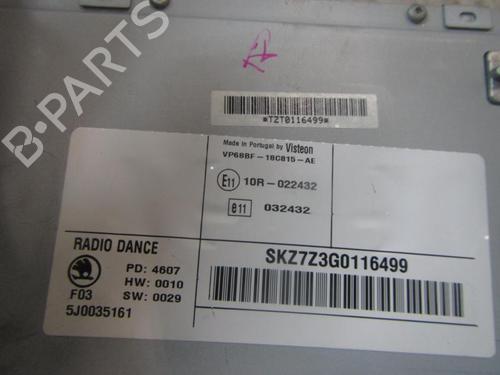 B-PARTS
*TZT0116499*
Made in Portugal by Visteon
VP6BBF-18C815-AE
E11 10R-022432
e11 032432
RADIO DANCE
SKZ7Z3G0116499
PD: 4607
HW: 0010
F03 SW: 0029
5J0035161